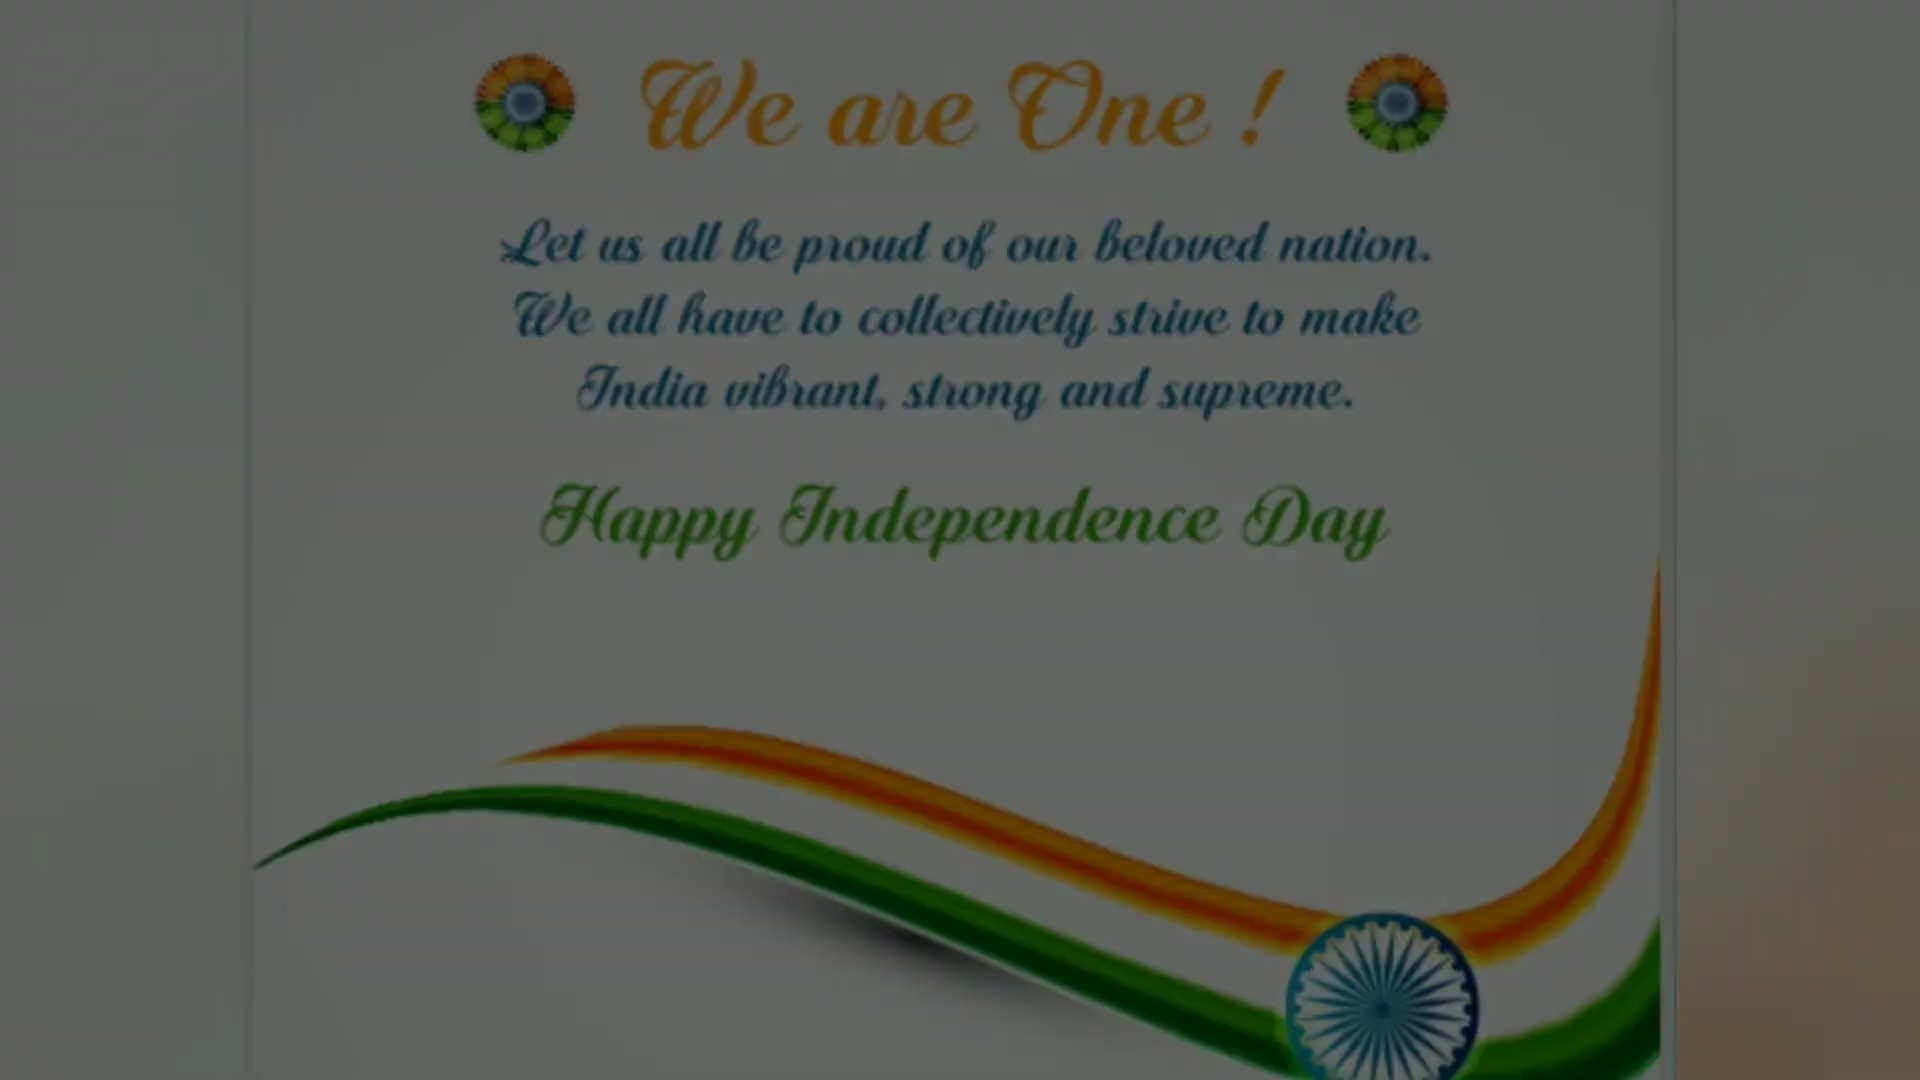 We are One !
Let us all be proud of our beloved nation.
We all have to collectively strive to make
India vibrant, strong and supreme.
Happy Independence Day